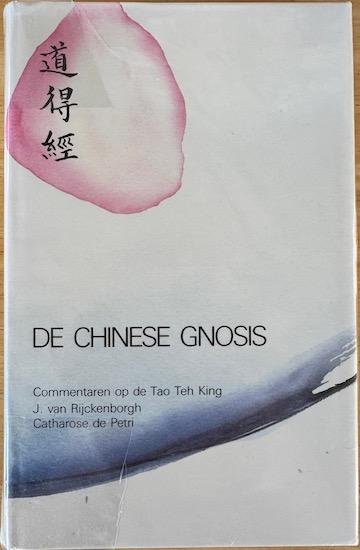 道
得
經
DE CHINESE GNOSIS
Commentaren op de Tao Teh King
J. van Rijckenborgh
Catharose de Petri